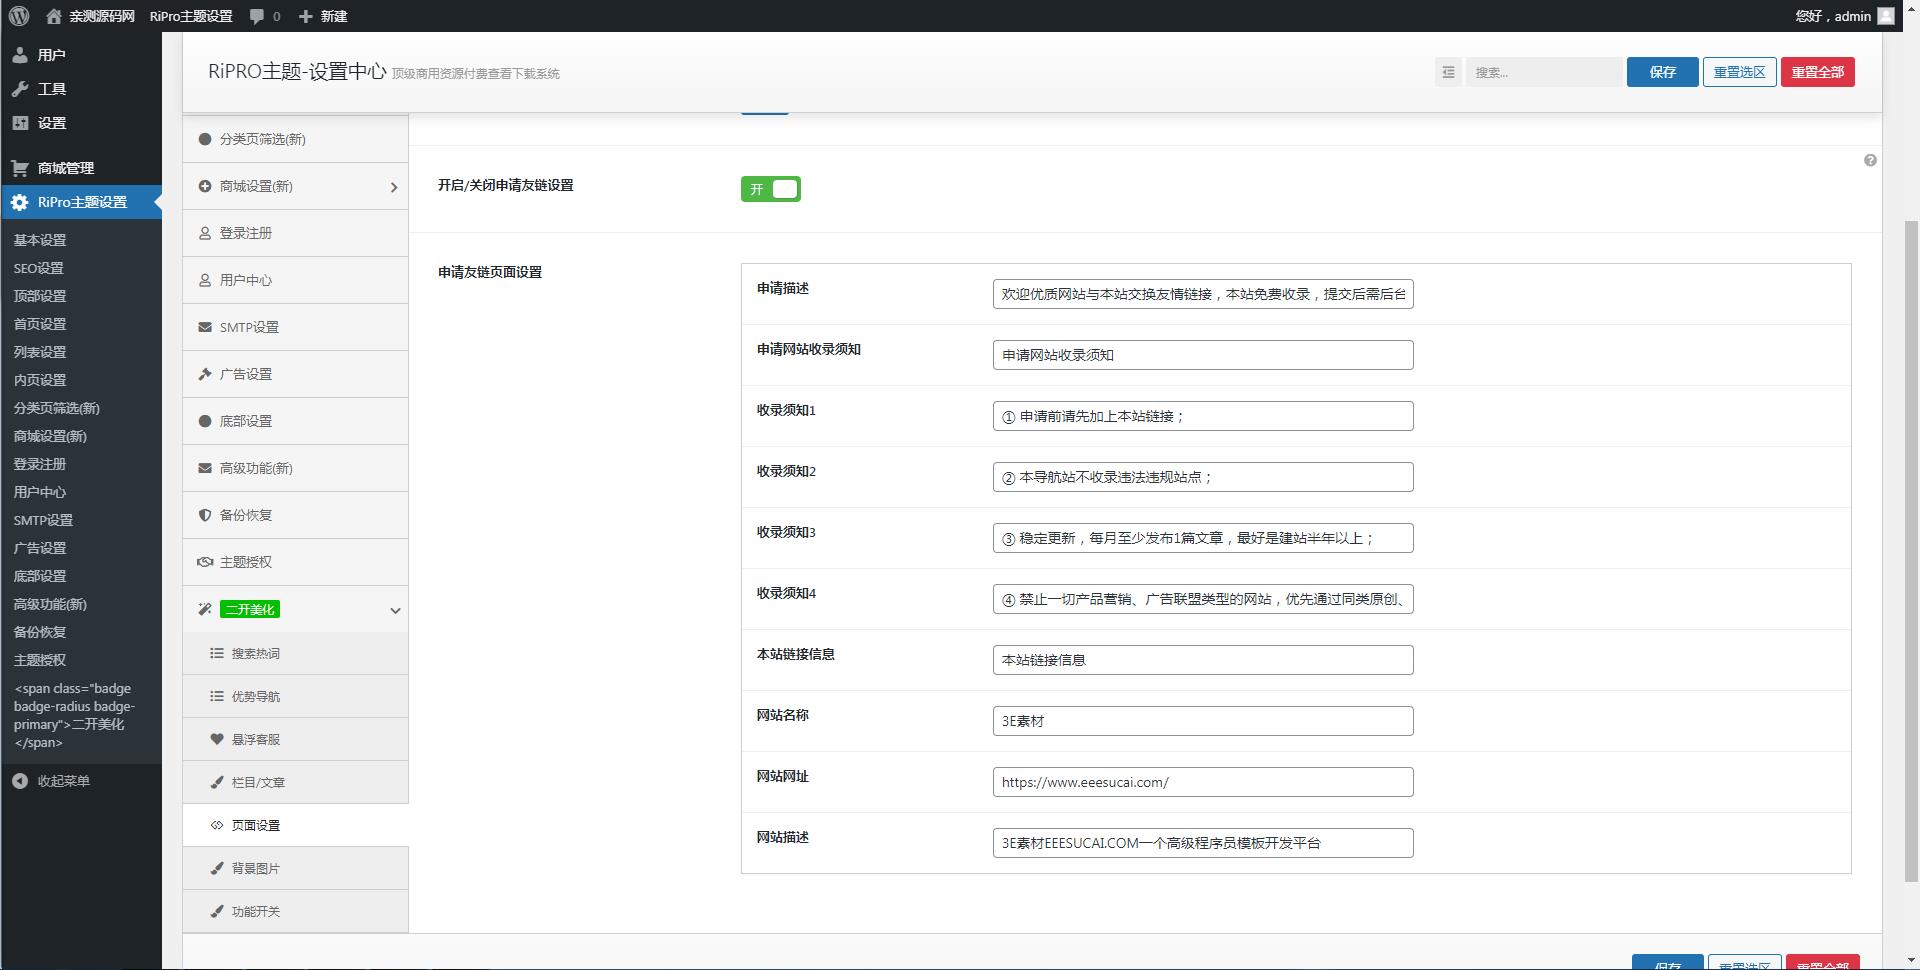 亲测源码网 RiPro主题设置 0 新建 您好，admin
用户
工具
设置
商城管理
RiPro主题设置
基本设置
SEO设置
顶部设置
首页设置
列表设置
内页设置
分类页筛选(新)
商城设置(新)
登录注册
用户中心
SMTP设置
广告设置
底部设置
高级功能(新)
备份恢复
主题授权
<span class="badge
badge-radius badge-
primary">二开美化
</span>
收起菜单
RiPRO主题-设置中心 顶级商用资源付费查看下载系统
搜索...
保存
重置选区
重置全部
分类页筛选(新)
商城设置(新)
登录注册
用户中心
SMTP设置
广告设置
底部设置
高级功能(新)
备份恢复
主题授权
二开美化
搜索热词
优势导航
悬浮客服
栏目/文章
页面设置
背景图片
功能开关
开启/关闭申请友链设置
开
申请友链页面设置
申请描述
欢迎优质网站与本站交换友情链接，本站免费收录，提交后需后台
申请网站收录须知
申请网站收录须知
收录须知1
① 申请前请先加上本站链接；
收录须知2
② 本导航站不收录违法违规站点；
收录须知3
③ 稳定更新，每月至少发布1篇文章，最好是建站半年以上；
收录须知4
④ 禁止一切产品营销、广告联盟类型的网站，优先通过同类原创、
本站链接信息
本站链接信息
网站名称
3E素材
网站网址
https://www.eeesucai.com/
网站描述
3E素材EEESUCAI.COM一个高级程序员模板开发平台
保存
重置选区
重置全部